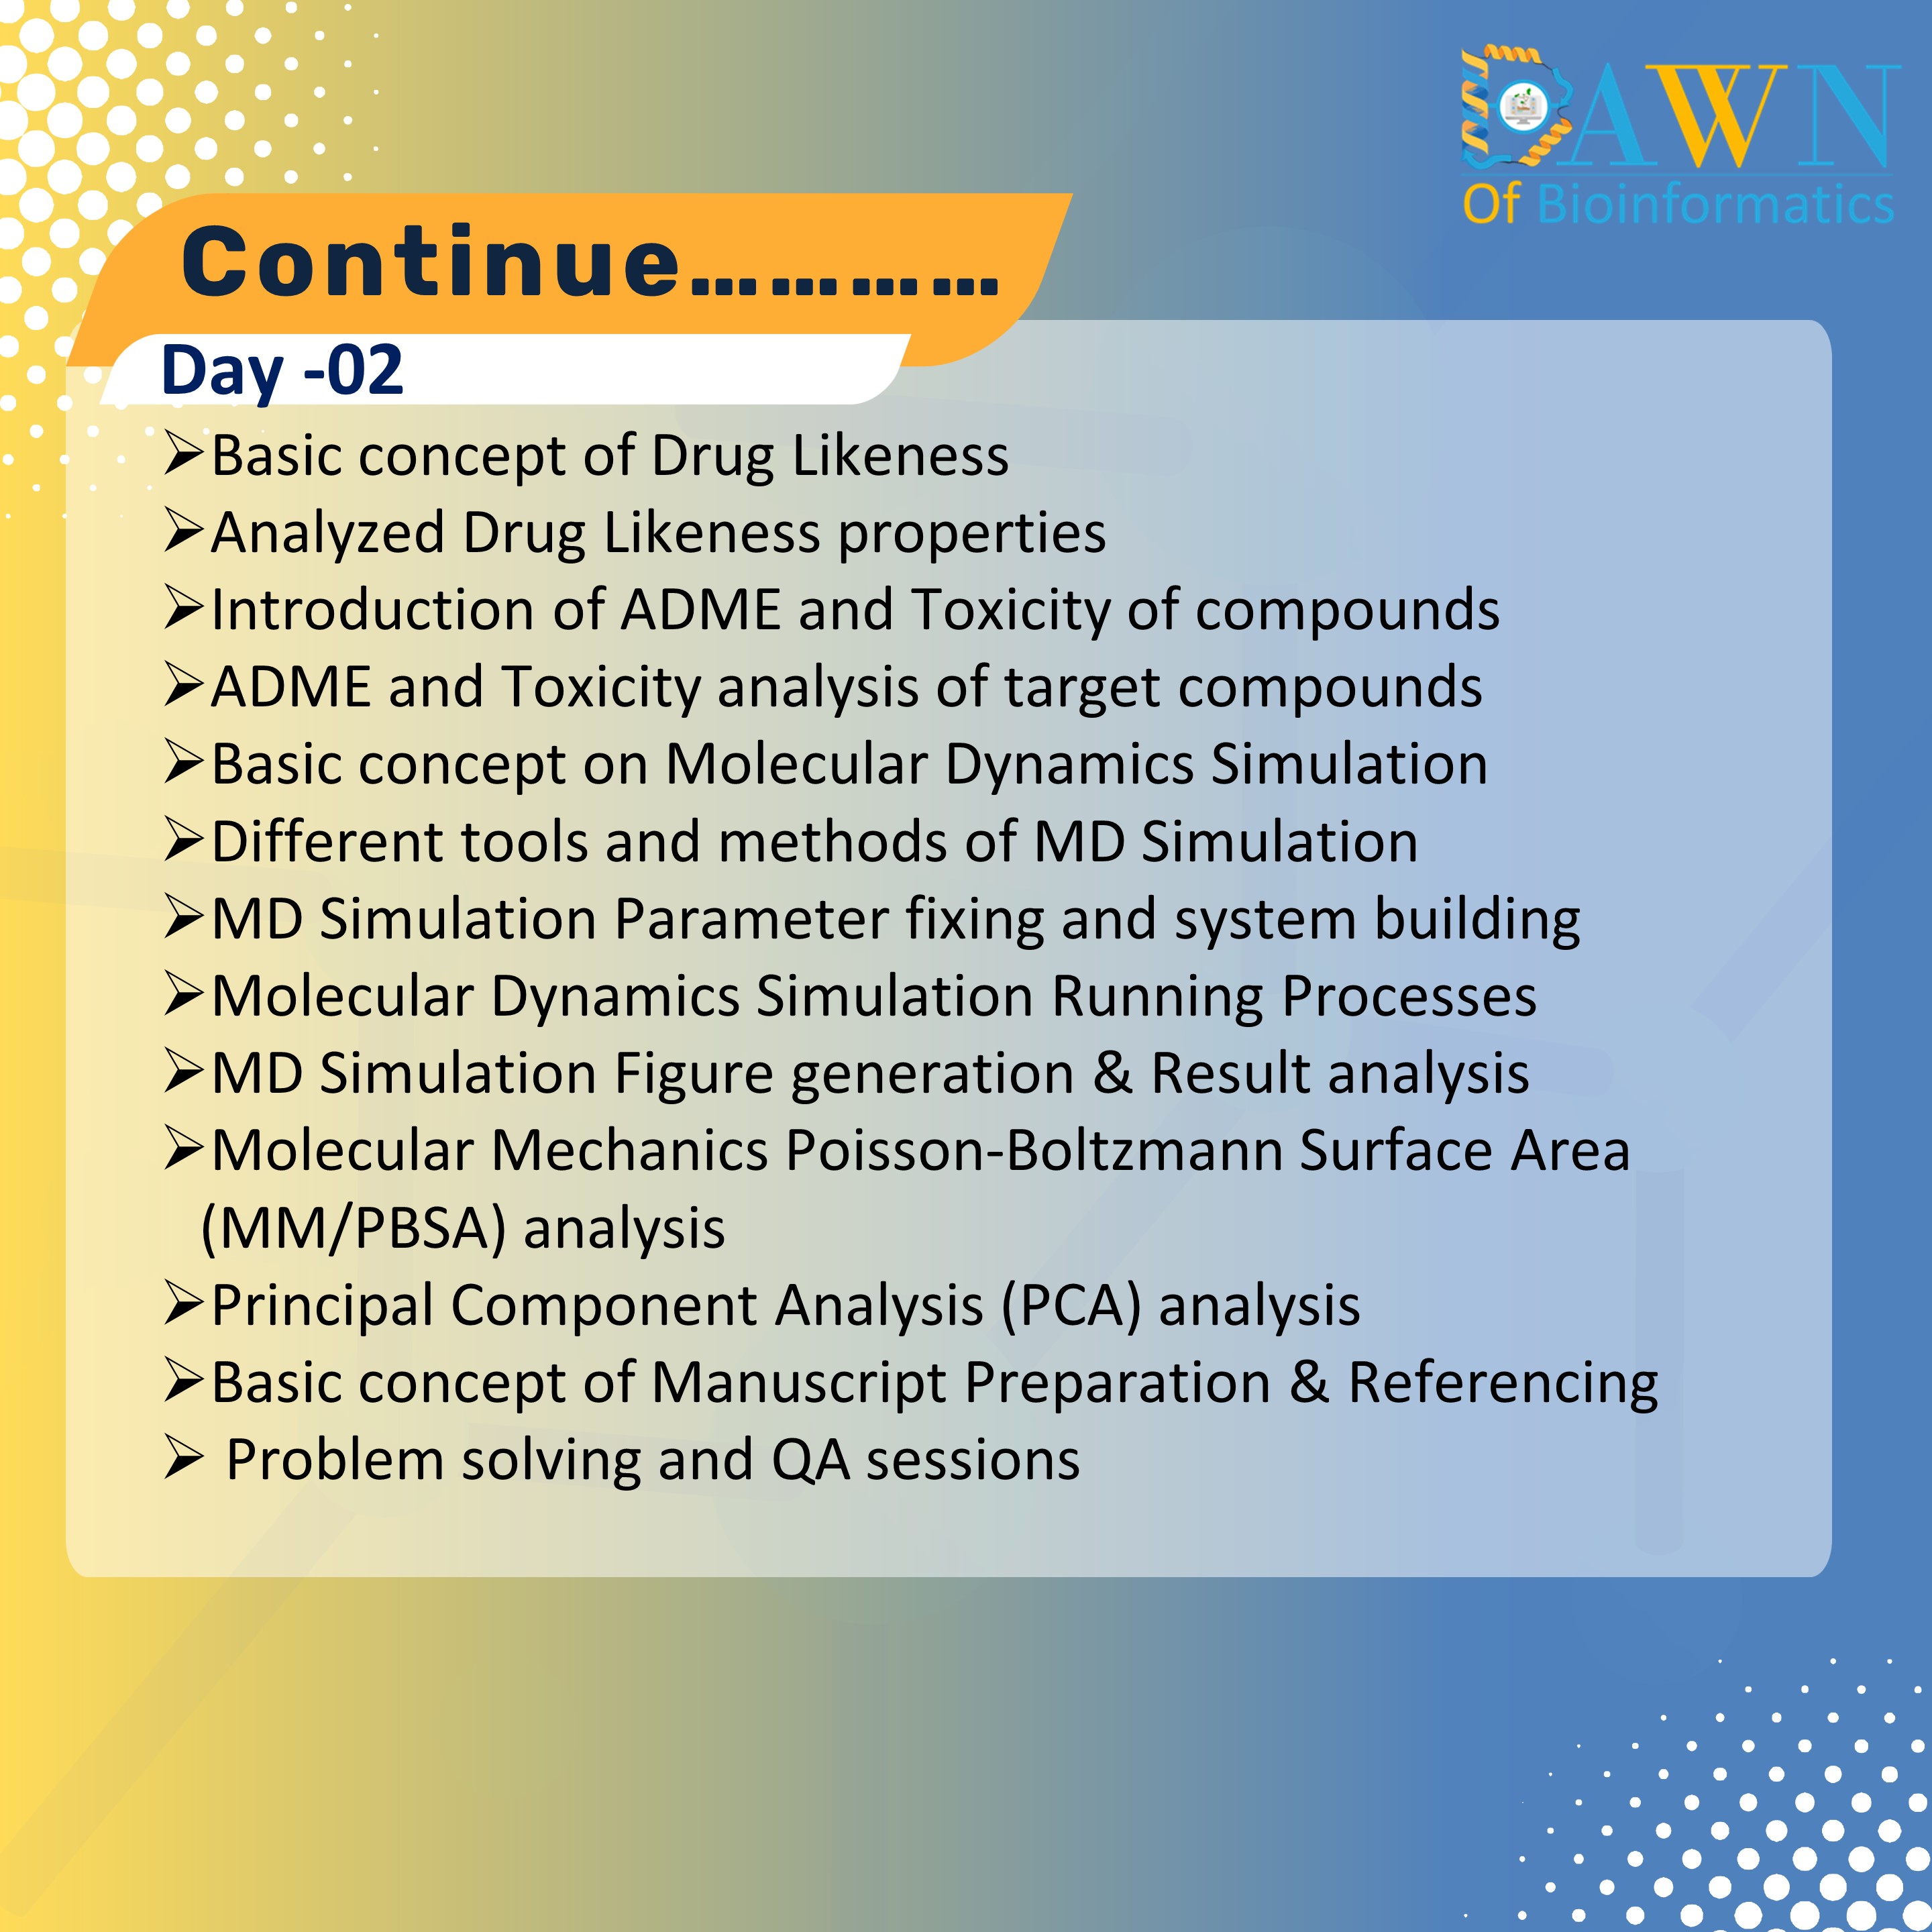 DAWN
Of Bioinformatics
Continue............
Day -02
➢Basic concept of Drug Likeness
➢Analyzed Drug Likeness properties
➢Introduction of ADME and Toxicity of compounds
➢ADME and Toxicity analysis of target compounds
➢Basic concept on Molecular Dynamics Simulation
➢Different tools and methods of MD Simulation
➢MD Simulation Parameter fixing and system building
➢Molecular Dynamics Simulation Running Processes
➢MD Simulation Figure generation & Result analysis
➢Molecular Mechanics Poisson-Boltzmann Surface Area
(MM/PBSA) analysis
➢Principal Component Analysis (PCA) analysis
➢Basic concept of Manuscript Preparation & Referencing
➢ Problem solving and QA sessions